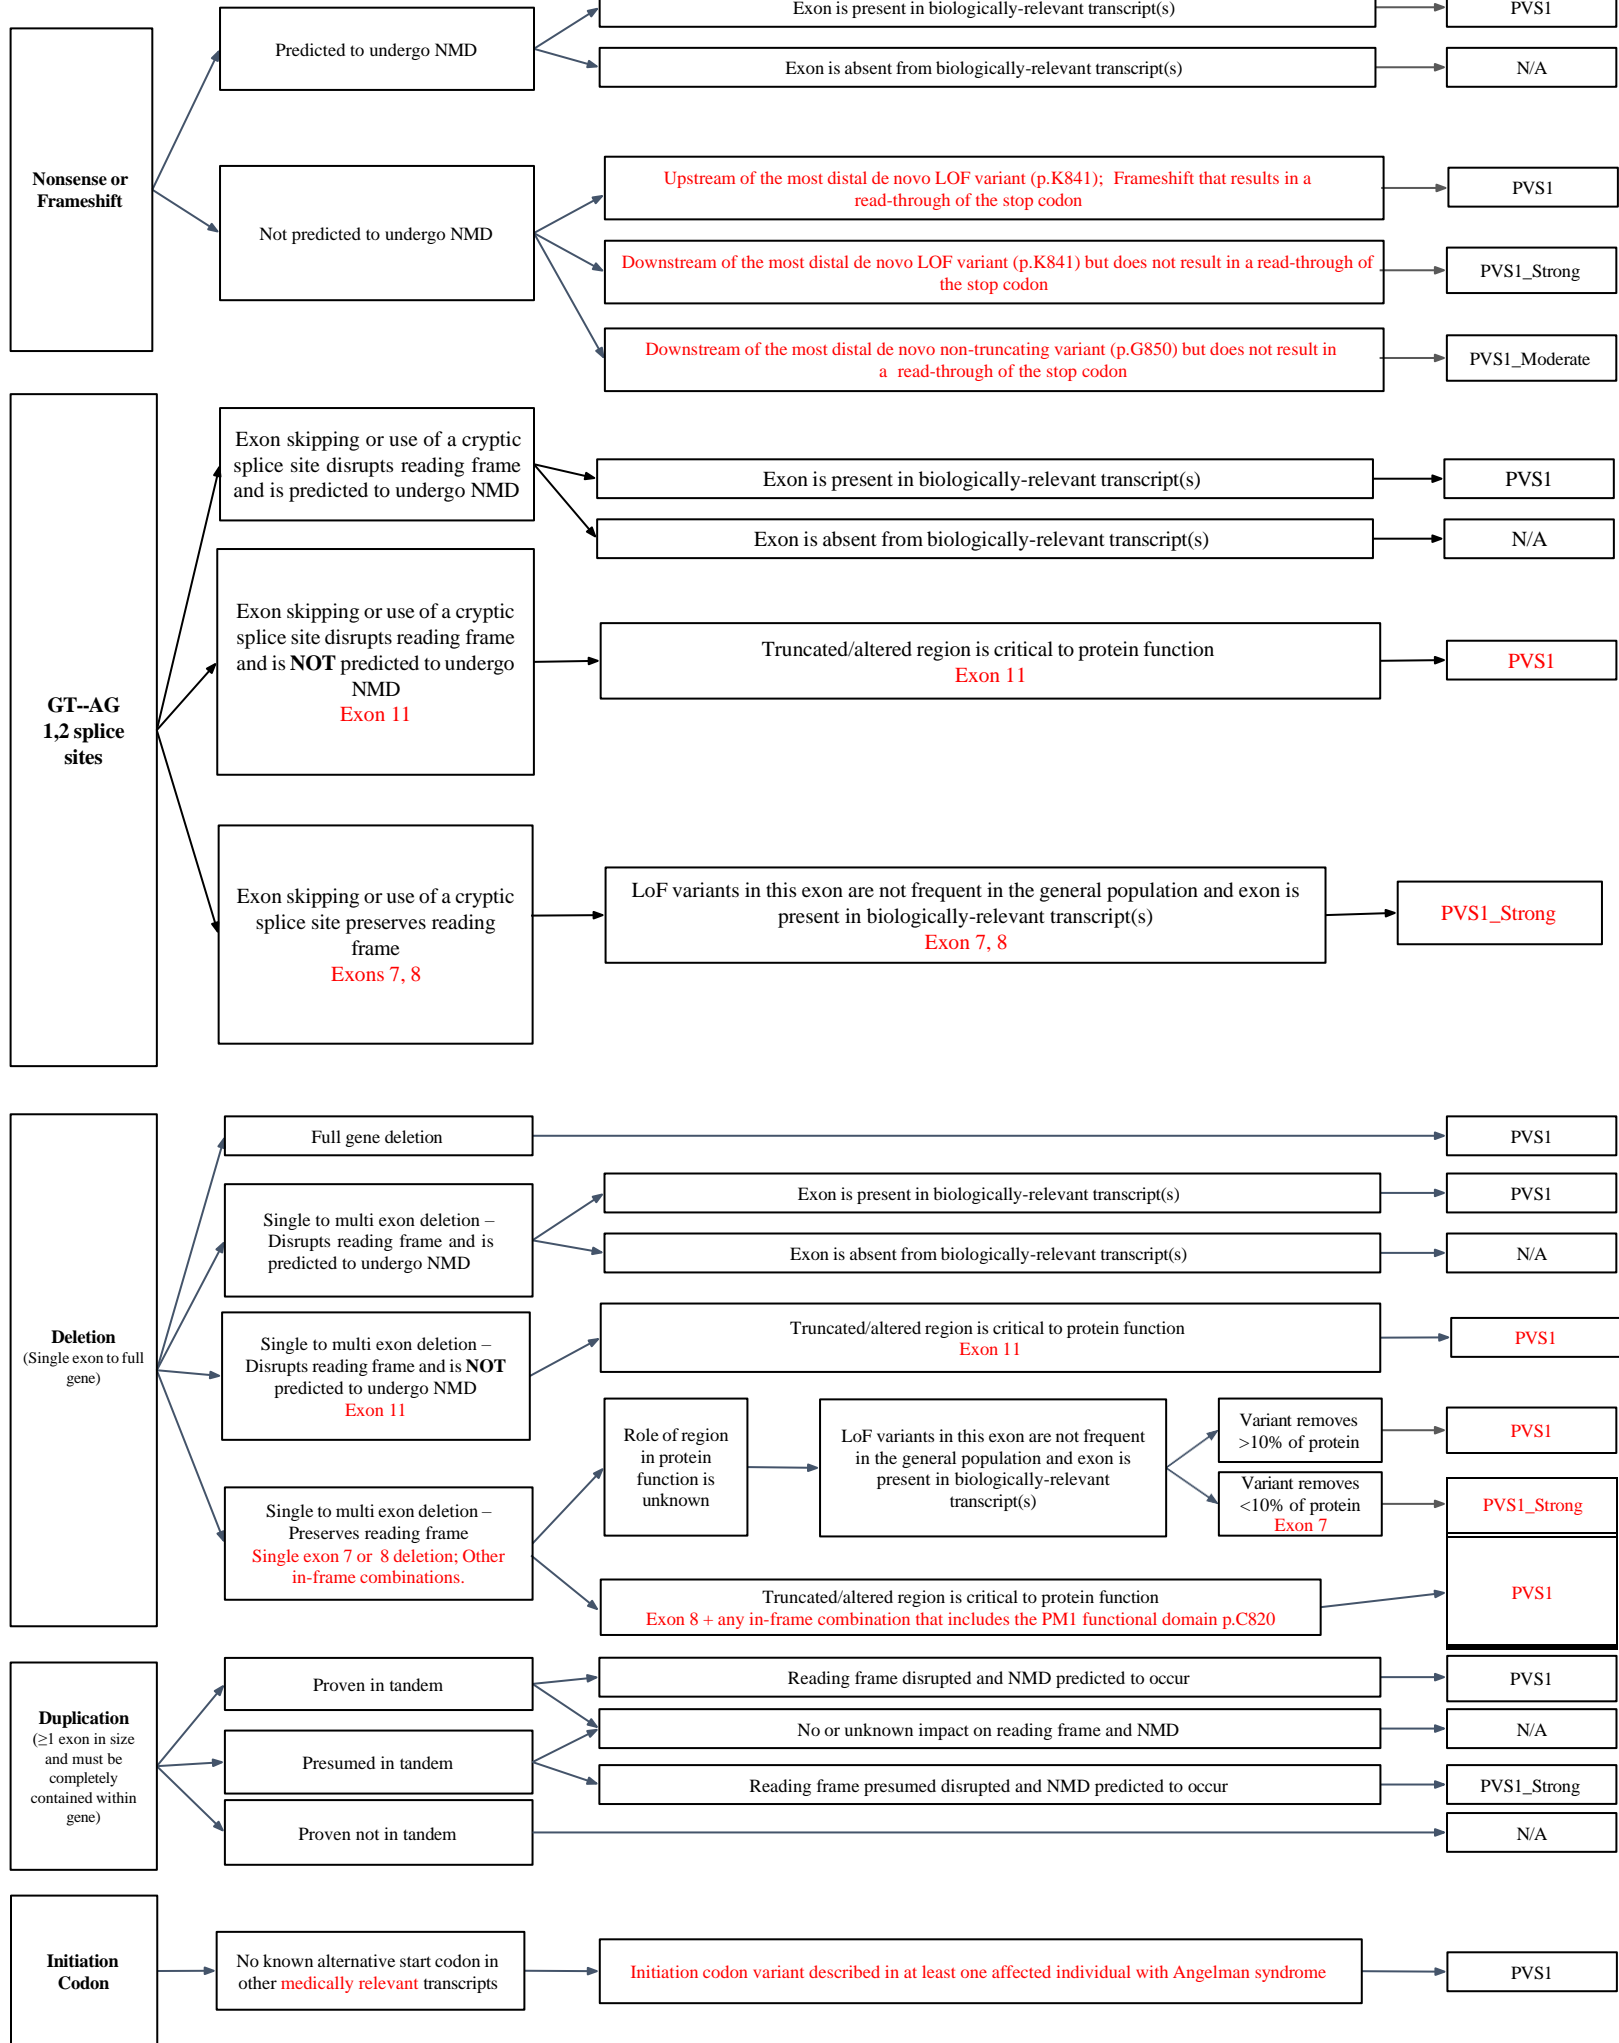 Exon is present in biologically-relevant transcript(s)
PVS1
Predicted to undergo NMD
Exon is absent from biologically-relevant transcript(s)
N/A
Nonsense or
Frameshift
Not predicted to undergo NMD
Upstream of the most distal de novo LOF variant (p.K841);  Frameshift that results in a
read-through of the stop codon
PVS1
Downstream of the most distal de novo LOF variant (p.K841) but does not result in a read-through of
the stop codon
PVS1_Strong
Downstream of the most distal de novo non-truncating variant (p.G850) but does not result in
a  read-through of the stop codon
PVS1_Moderate
GT--AG
1,2 splice
sites
Exon skipping or use of a cryptic
splice site disrupts reading frame
and is predicted to undergo NMD
Exon is present in biologically-relevant transcript(s)
PVS1
Exon is absent from biologically-relevant transcript(s)
N/A
Exon skipping or use of a cryptic
splice site disrupts reading frame
and is NOT predicted to undergo
NMD
Exon 11
Truncated/altered region is critical to protein function
Exon 11
PVS1
Exon skipping or use of a cryptic
splice site preserves reading
frame
Exons 7, 8
LoF variants in this exon are not frequent in the general population and exon is
present in biologically-relevant transcript(s)
Exon 7, 8
PVS1_Strong
Deletion
(Single exon to full
gene)
Full gene deletion
PVS1
Single to multi exon deletion –
Disrupts reading frame and is
predicted to undergo NMD
Exon is present in biologically-relevant transcript(s)
PVS1
Exon is absent from biologically-relevant transcript(s)
N/A
Single to multi exon deletion –
Disrupts reading frame and is NOT
predicted to undergo NMD
Exon 11
Truncated/altered region is critical to protein function
Exon 11
PVS1
Single to multi exon deletion –
Preserves reading frame
Single exon 7 or  8 deletion; Other
in-frame combinations.
Role of region
in protein
function is
unknown
LoF variants in this exon are not frequent
in the general population and exon is
present in biologically-relevant
transcript(s)
Variant removes
>10% of protein
PVS1
Variant removes
<10% of protein
Exon 7
PVS1_Strong
Truncated/altered region is critical to protein function
Exon 8 + any in-frame combination that includes the PM1 functional domain p.C820
PVS1
Duplication
(≥1 exon in size
and must be
completely
contained within
gene)
Proven in tandem
Reading frame disrupted and NMD predicted to occur
PVS1
No or unknown impact on reading frame and NMD
N/A
Presumed in tandem
Reading frame presumed disrupted and NMD predicted to occur
PVS1_Strong
Proven not in tandem
N/A
Initiation
Codon
No known alternative start codon in
other medically relevant transcripts
Initiation codon variant described in at least one affected individual with Angelman syndrome
PVS1